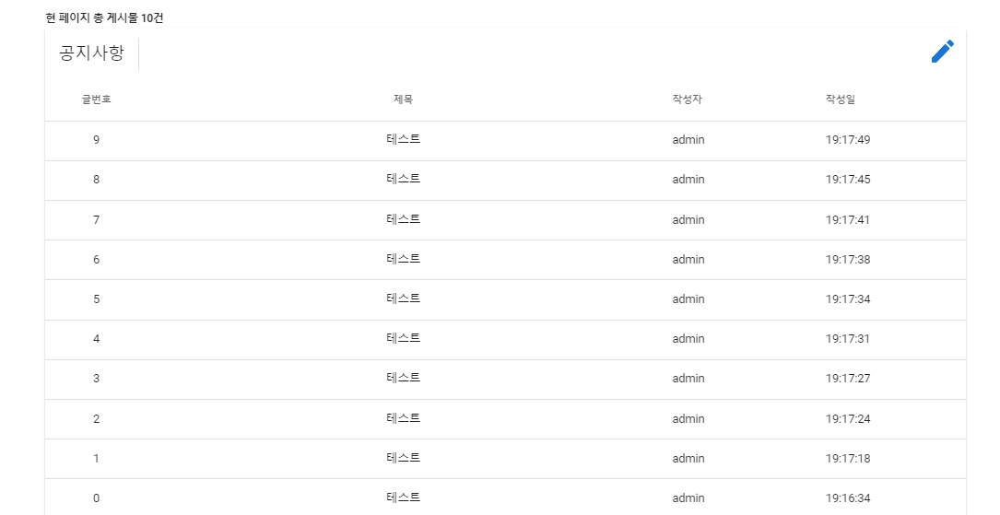 현 페이지 총 게시물 10건
공지사항
글번호 제목 작성자 작성일
9 테스트 admin 19:17:49
8 테스트 admin 19:17:45
7 테스트 admin 19:17:41
6 테스트 admin 19:17:38
5 테스트 admin 19:17:34
4 테스트 admin 19:17:31
3 테스트 admin 19:17:27
2 테스트 admin 19:17:24
1 테스트 admin 19:17:18
0 테스트 admin 19:16:34